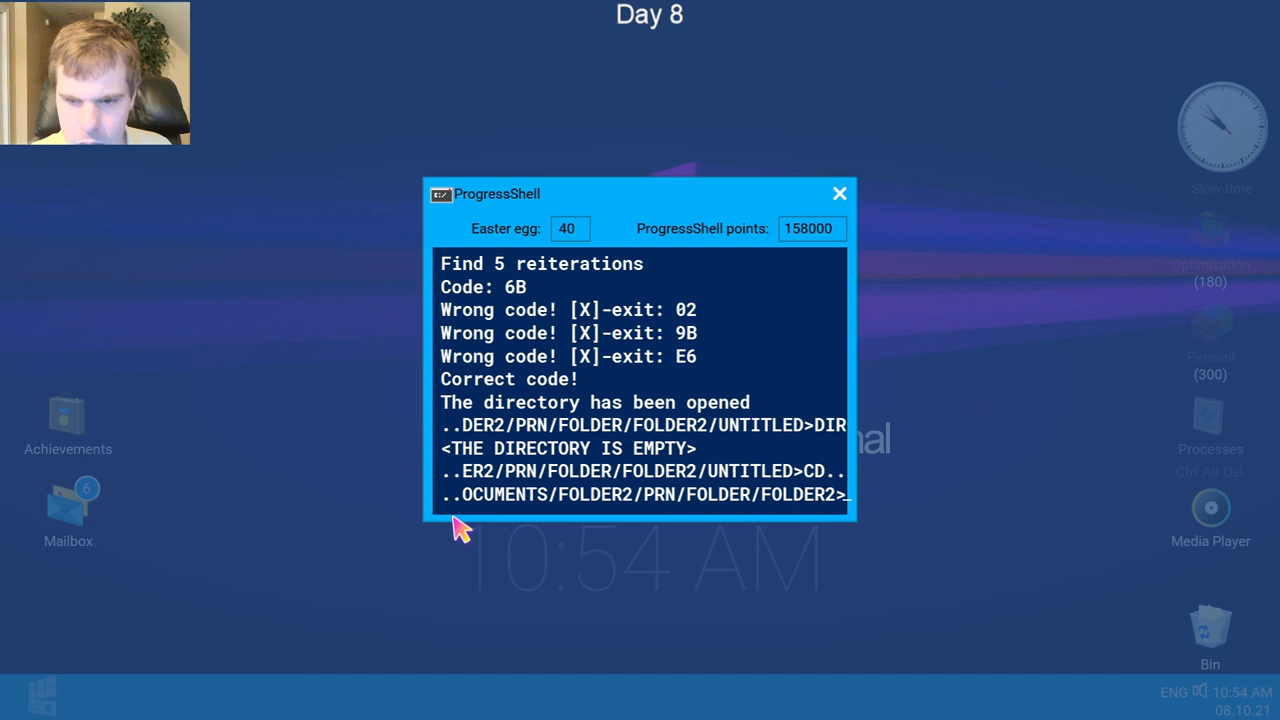 Day 8
ProgressShell
Easter egg: 40 ProgressShell points: 158000
Find 5 reiterations
Code: 6B
Wrong code! [X]-exit: 02
Wrong code! [X]-exit: 9B
Wrong code! [X]-exit: E6
Correct code!
The directory has been opened
..DER2/PRN/FOLDER/FOLDER2/UNTITLED>DIR
<THE DIRECTORY IS EMPTY>
..ER2/PRN/FOLDER/FOLDER2/UNTITLED>CD..
..OCUMENTS/FOLDER2/PRN/FOLDER/FOLDER2>_
nal
10:54 AM
Achievements
6
Mailbox
Slow time
Optimization
(180)
Firewall
(300)
Processes
Ctrl Alt Del
Media Player
Bin
ENG 10:54 AM
08.10.21